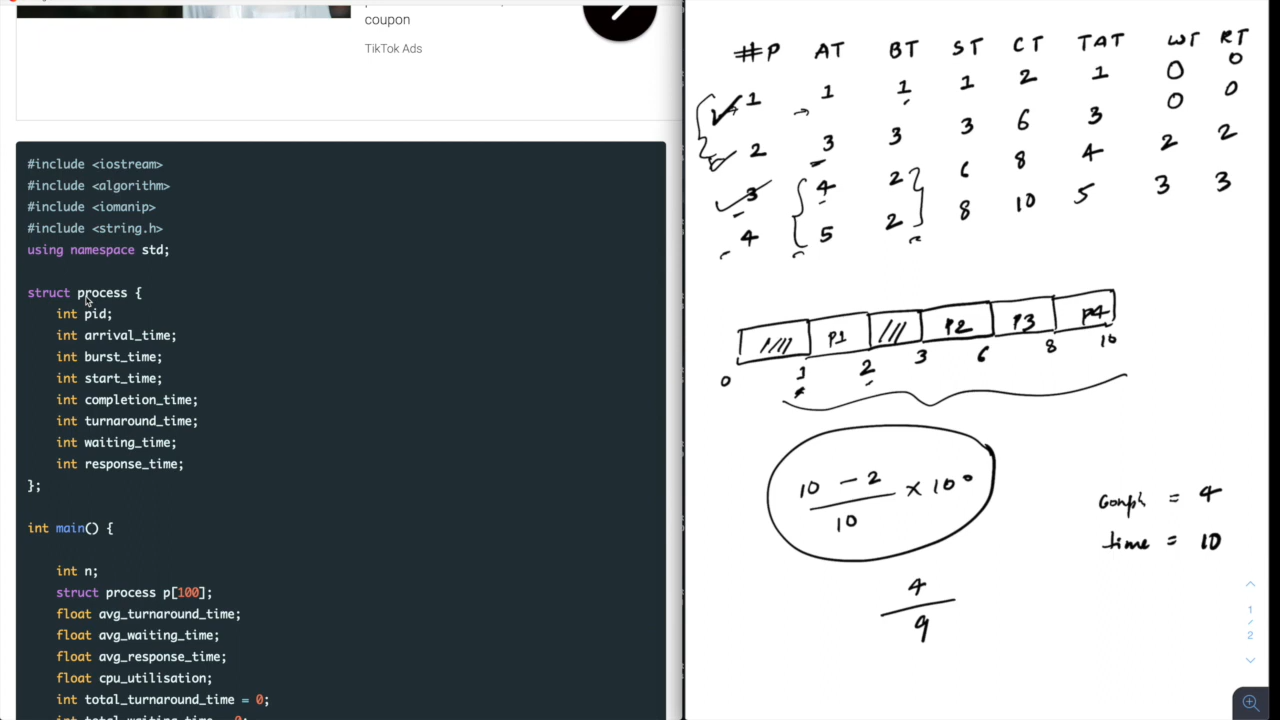 coupon
TikTok Ads
#include <iostream>
#include <algorithm>
#include <iomanip>
#include <string.h>
using namespace std;
struct process {
int pid;
int arrival_time;
int burst_time;
int start_time;
int completion_time;
int turnaround_time;
int waiting_time;
int response_time;
};
int main() {
int n;
struct process p[100];
float avg_turnaround_time;
float avg_waiting_time;
float avg_response_time;
float cpu_utilisation;
int total_turnaround_time = 0;
#P AT BT ST CT TAT WT RT
1 1 1 1 2 1 0 0
2 3 3 3 6 3 0 0
3 4 2 6 8 4 2 2
4 5 2 8 10 5 3 3
P1 P2 P3 P4
0 1 2 3 6 8 10
10 - 2
10
× 100
= 4
time = 10
4
9
1
/
2